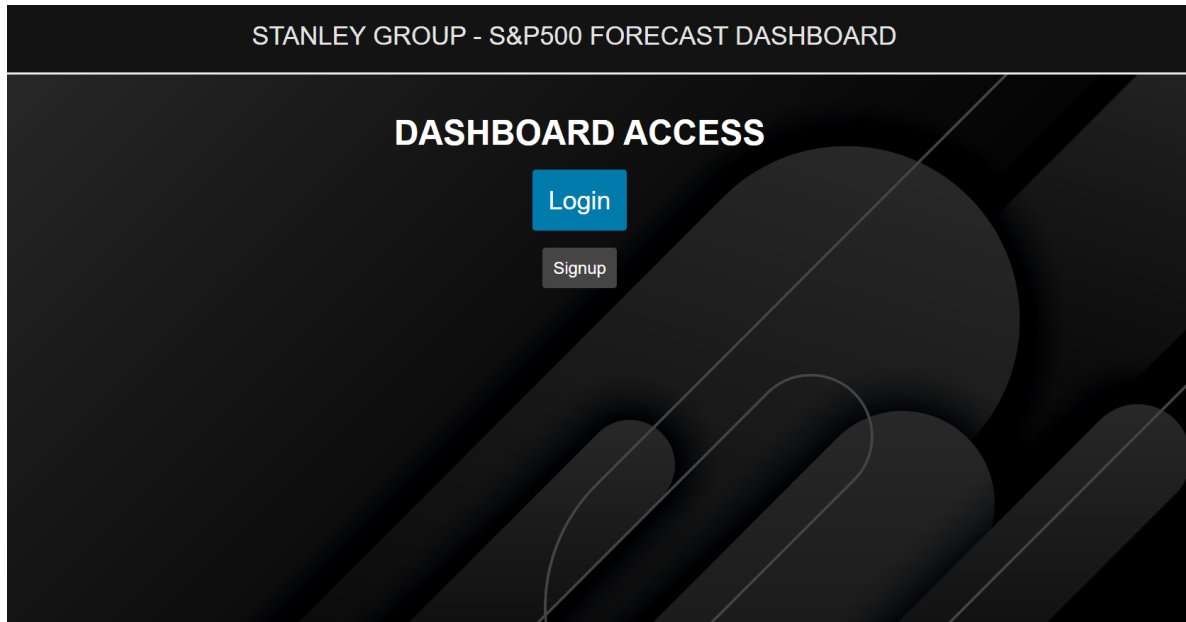 STANLEY GROUP - S&P500 FORECAST DASHBOARD
DASHBOARD ACCESS
Login
Signup